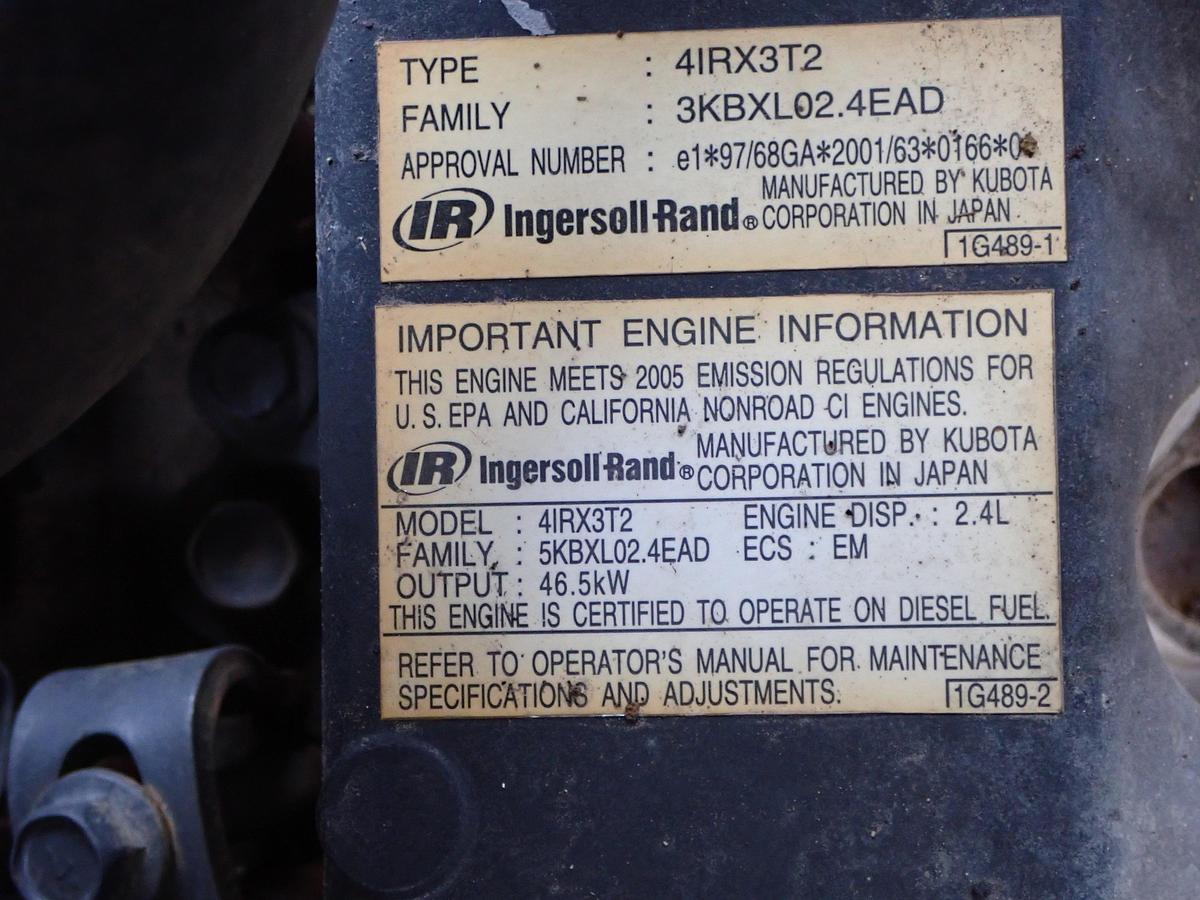 TYPE : 4IRX3T2
FAMILY : 3KBXL02.4EAD
APPROVAL NUMBER : e1*97/68GA*2001/63*0166*0
IR Ingersoll-Rand® MANUFACTURED BY KUBOTA
CORPORATION IN JAPAN
1G489-1
IMPORTANT ENGINE INFORMATION
THIS ENGINE MEETS 2005 EMISSION REGULATIONS FOR
U.S. EPA AND CALIFORNIA NONROAD CI ENGINES.
IR Ingersoll-Rand® MANUFACTURED BY KUBOTA
CORPORATION IN JAPAN
MODEL : 4IRX3T2 ENGINE DISP. : 2.4L
FAMILY : 5KBXL02.4EAD ECS : EM
OUTPUT : 46.5kW
THIS ENGINE IS CERTIFIED TO OPERATE ON DIESEL FUEL.
REFER TO OPERATOR'S MANUAL FOR MAINTENANCE
SPECIFICATIONS AND ADJUSTMENTS.
1G489-2